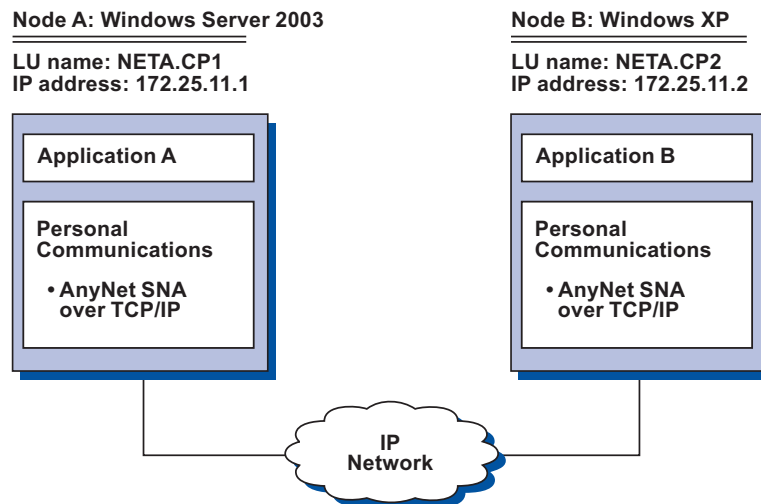 Node A: Windows Server 2003
LU name: NETA.CP1
IP address: 172.25.11.1
Application A
Personal
Communications
• AnyNet SNA
over TCP/IP
Node B: Windows XP
LU name: NETA.CP2
IP address: 172.25.11.2
Application B
Personal
Communications
• AnyNet SNA
over TCP/IP
IP
Network